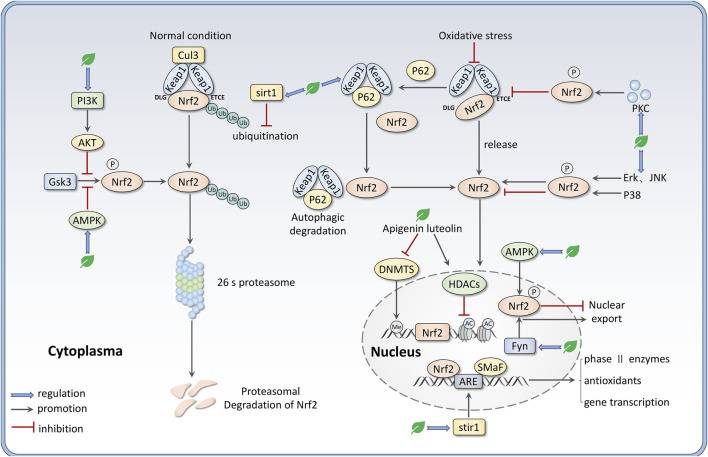 Normal condition
Cul3
Keap1
Keap1
DLG
ETCE
Nrf2
Ub
Ub
Ub
Ub
PI3K
AKT
Gsk3
P
Nrf2
AMPK
Nrf2
Ub
Ub
Ub
Ub
26 s proteasome
Proteasomal
Degradation of Nrf2
Cytoplasma
regulation
promotion
inhibition
sirt1
ubiquitination
Keap1
Keap1
P62
P62
Nrf2
Oxidative stress
Keap1
Keap1
DLG
ETCE
Nrf2
release
P
Nrf2
PKC
Keap1
Keap1
P62
Autophagic
degradation
Nrf2
Nrf2
P
Nrf2
Erk、JNK
P38
Apigenin luteolin
DNMTS
HDACs
AMPK
P
Nrf2
Nuclear
export
Me
Nrf2
AC
AC
Fyn
Nucleus
Nrf2
SMaF
ARE
phase Ⅱ enzymes
antioxidants
gene transcription
stir1